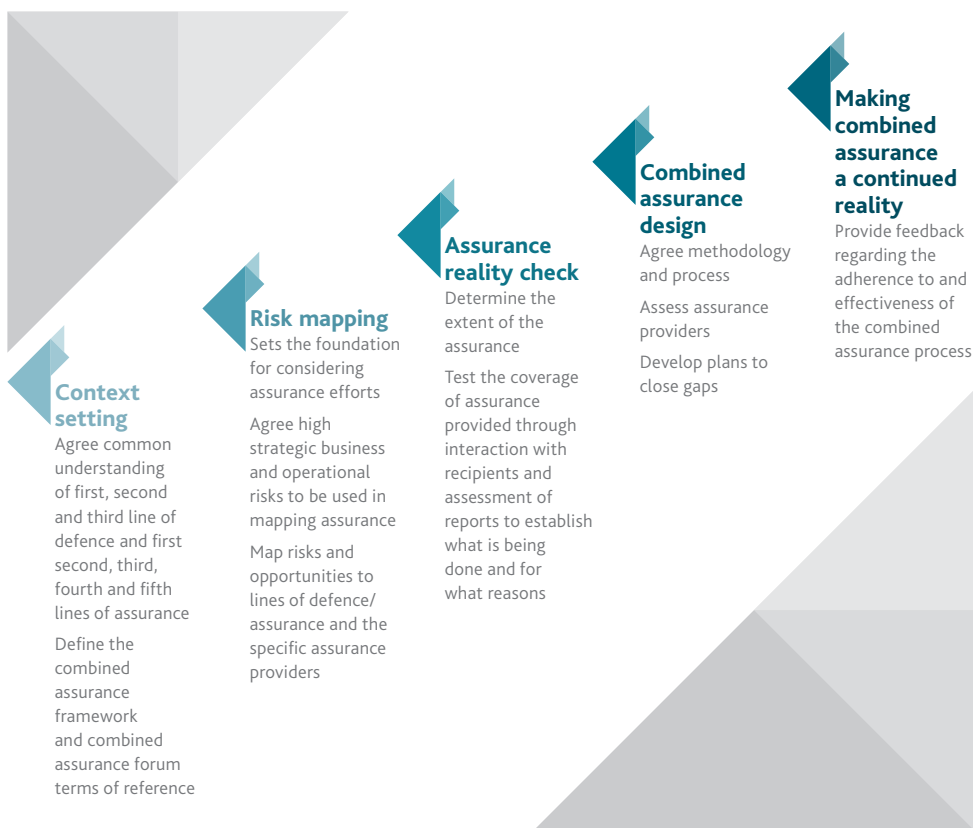 Context
setting
Agree common
understanding
of first, second
and third line of
defence and first
second, third,
fourth and fifth
lines of assurance
Define the
combined
assurance
framework
and combined
assurance forum
terms of reference
Risk mapping
Sets the foundation
for considering
assurance efforts
Agree high
strategic business
and operational
risks to be used in
mapping assurance
Map risks and
opportunities to
lines of defence/
assurance and the
specific assurance
providers
Assurance
reality check
Determine the
extent of the
assurance
Test the coverage
of assurance
provided through
interaction with
recipients and
assessment of
reports to establish
what is being
done and for
what reasons
Combined
assurance
design
Agree methodology
and process
Assess assurance
providers
Develop plans to
close gaps
Making
combined
assurance
a continued
reality
Provide feedback
regarding the
adherence to and
effectiveness of
the combined
assurance process